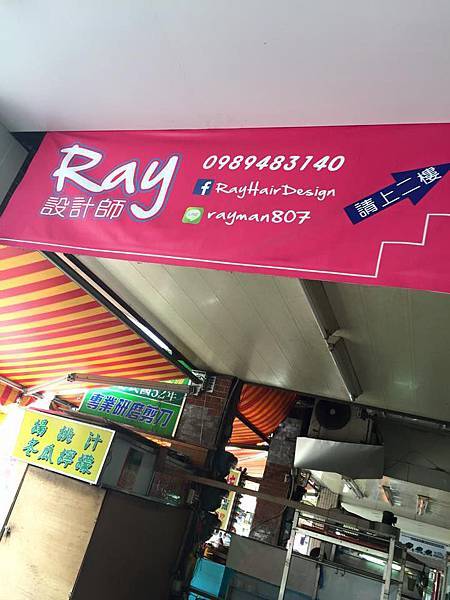 Ray
設計師
0989483140
RayHairDesign
rayman807
請上二樓
專業研磨剪刀
楊桃汁
冬瓜檸檬